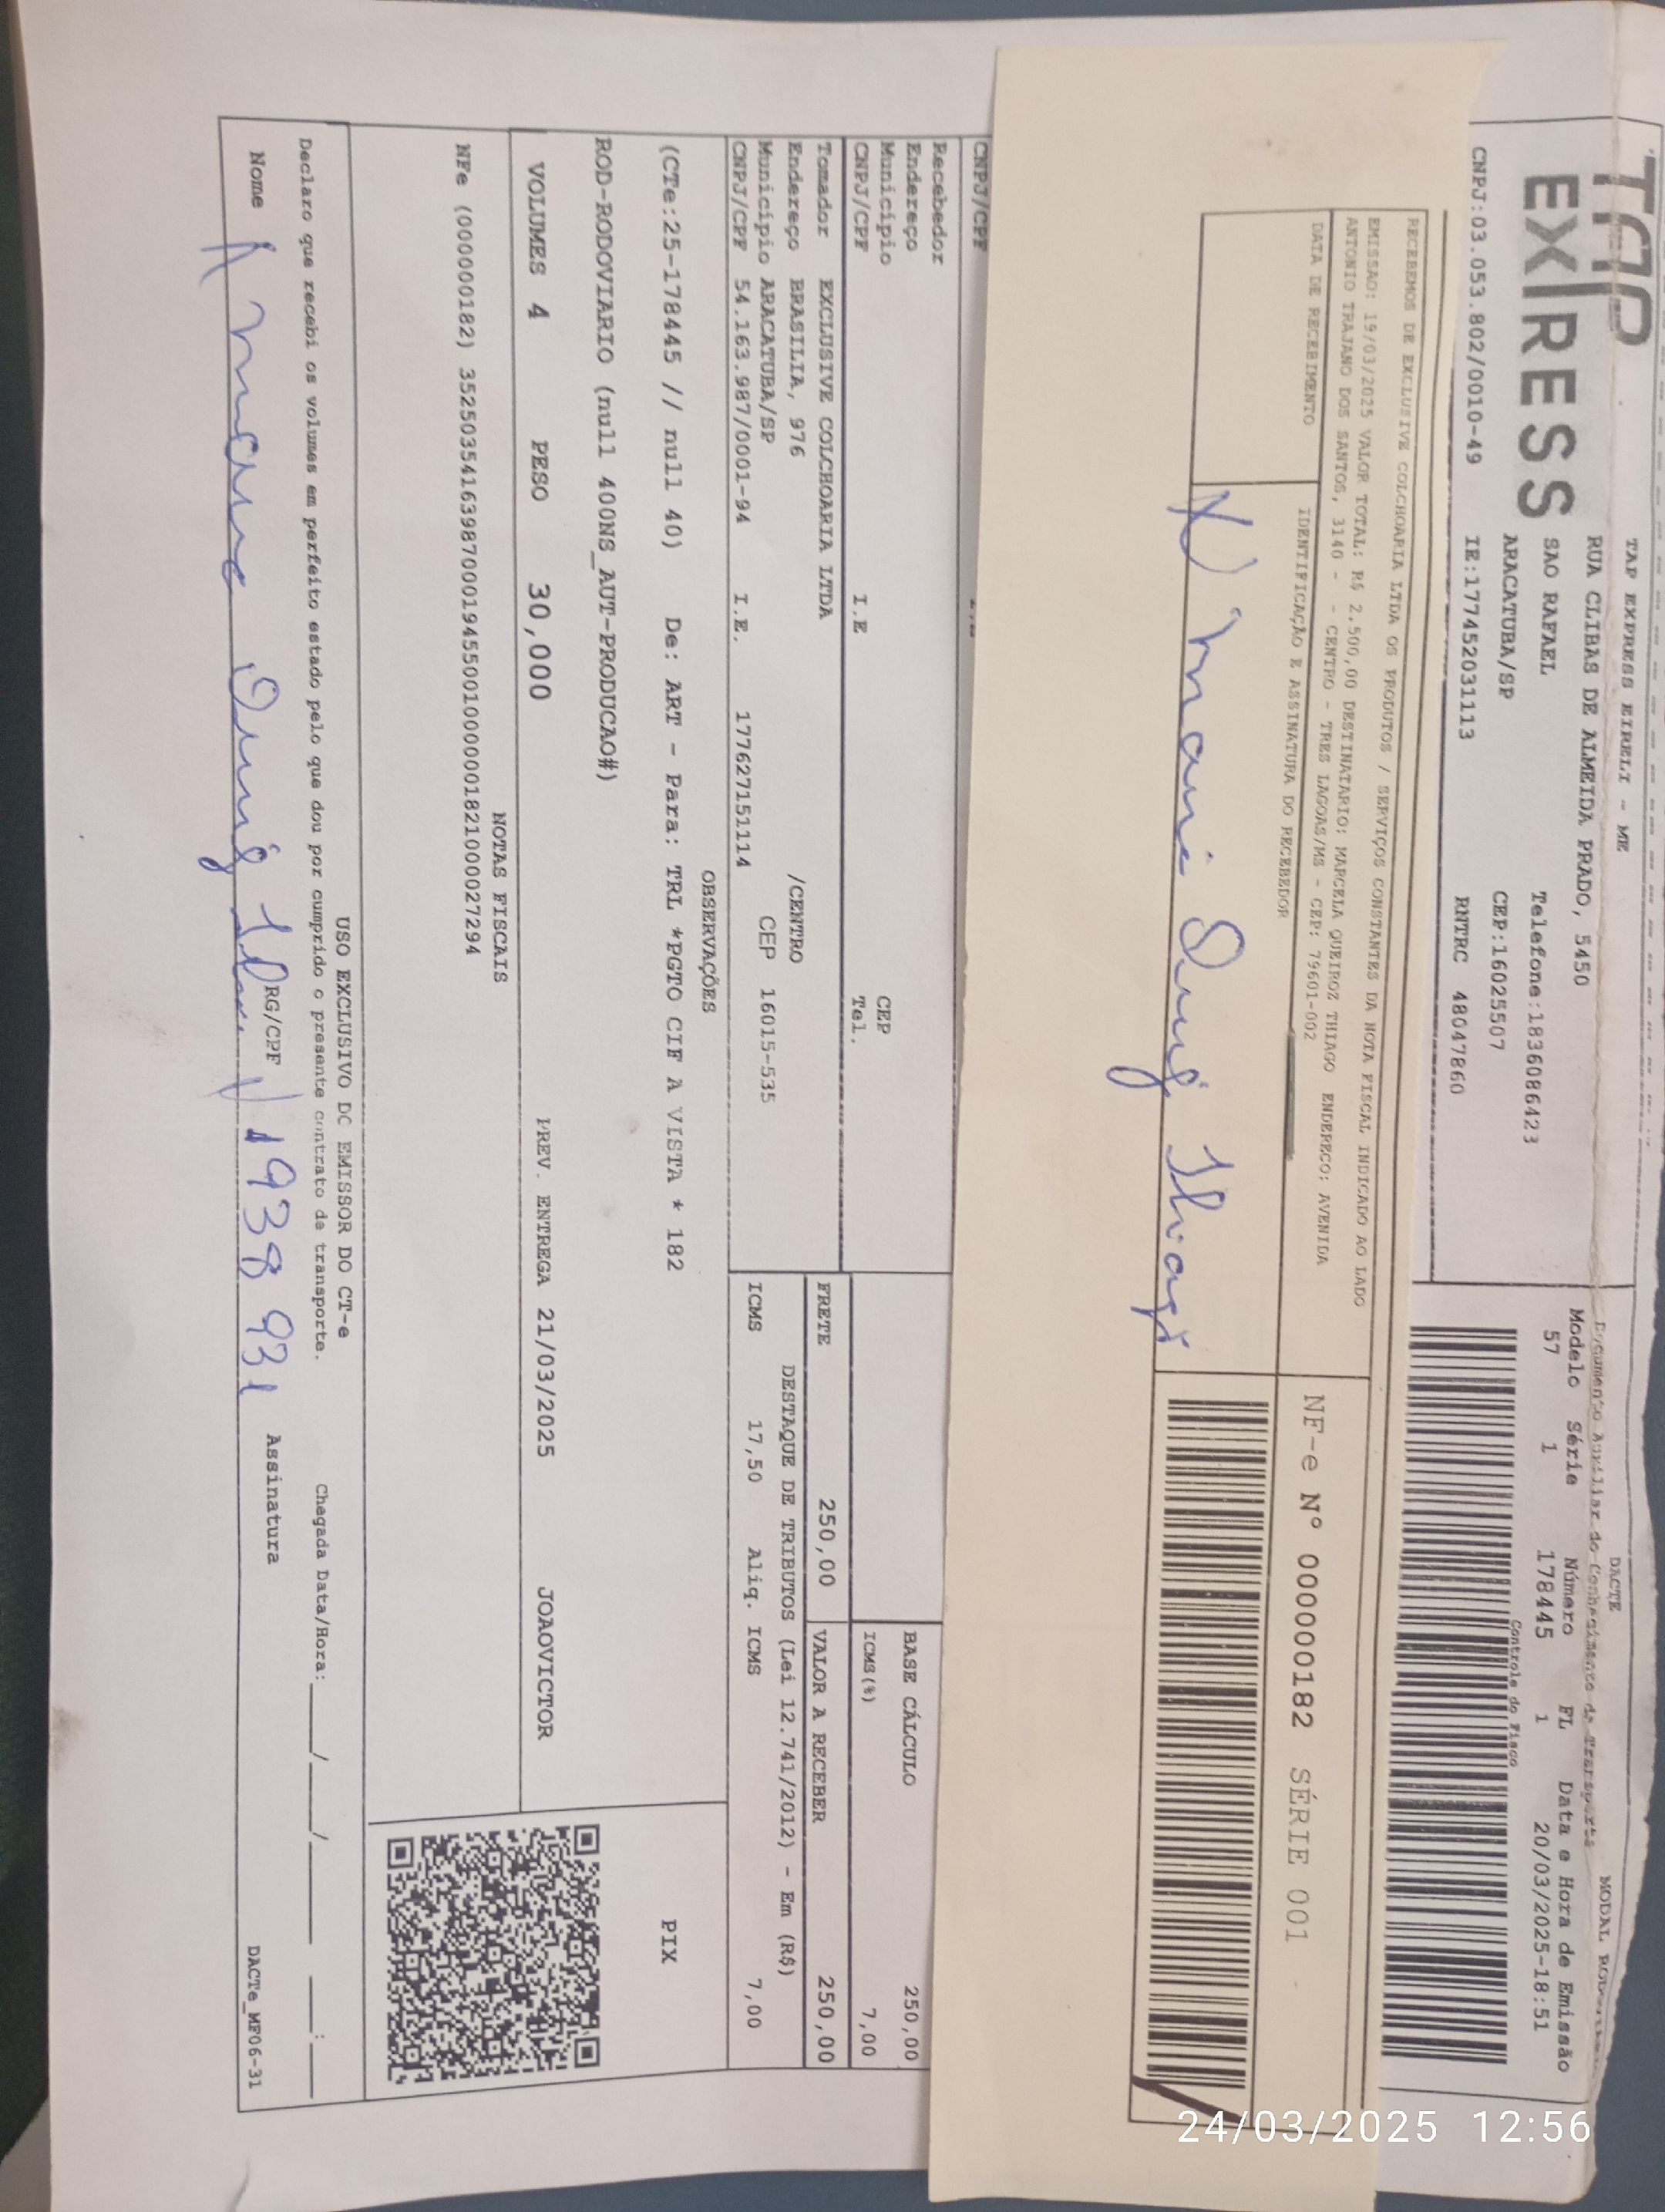 TAP
EXPRESS
TAP EXPRESS EIRELI - ME
RUA CLIBAS DE ALMEIDA PRADO, 5450
SAO RAFAEL Telefone:1836086423
ARACATUBA/SP CEP:16025507
CNPJ:03.053.802/0010-49 IE:177452031113 RNTRC 48047860
DACTE
Documento Auxiliar do Conhecimento de Transporte
MODAL
Modelo Série Número FL Data e Hora de Emissão
57 1 178445 1 20/03/2025-18:51
Controle do Fisco
RECEBEMOS DE EXCLUSIVE COLCHOARIA LTDA OS PRODUTOS / SERVIÇOS CONSTANTES DA NOTA FISCAL INDICADO AO LADO
EMISSAO: 19/03/2025 VALOR TOTAL: R$ 2.500,00 DESTINATARIO: MARCELA QUEIROZ THIAGO ENDERECO: AVENIDA
ANTONIO TRAJANO DOS SANTOS, 3140 - - CENTRO - TRES LAGOAS/MS - CEP: 79601-002
DATA DE RECEBIMENTO
IDENTIFICAÇÃO E ASSINATURA DO RECEBEDOR
NF-e Nº 000000182 SÉRIE 001
CNPJ/CPF
Recebedor
Endereço CEP
Município Tel.
CNPJ/CPF I.E
BASE CÁLCULO 250,00
ICMS(%) 7,00
Tomador EXCLUSIVE COLCHOARIA LTDA
Endereço BRASILIA, 976 /CENTRO
Município ARACATUBA/SP CEP 16015-535
CNPJ/CPF 54.163.987/0001-94 I.E. 177627151114
FRETE 250,00 VALOR A RECEBER 250,00
DESTAQUE DE TRIBUTOS (Lei 12.741/2012) - Em (R$)
ICMS 17,50 Aliq. ICMS 7,00
OBSERVAÇÕES
(CTe:25-178445 // null 40) De: ART - Para: TRL *PGTO CIF A VISTA * 182
ROD-RODOVIARIO (null 400NS_AUT-PRODUCAO#)
PIX
VOLUMES 4 PESO 30,000 PREV. ENTREGA 21/03/2025 JOAOVICTOR
NOTAS FISCAIS
NFe (000000182) 35250354163987000194550010000001821000027294
USO EXCLUSIVO DO EMISSOR DO CT-e
Declaro que recebi os volumes em perfeito estado pelo que dou por cumprido o presente contrato de transporte. Chegada Data/Hora: ___/___/_____ ___:___
Nome RG/CPF 1938931 Assinatura
DACTe_MF06-31
24/03/2025 12:56